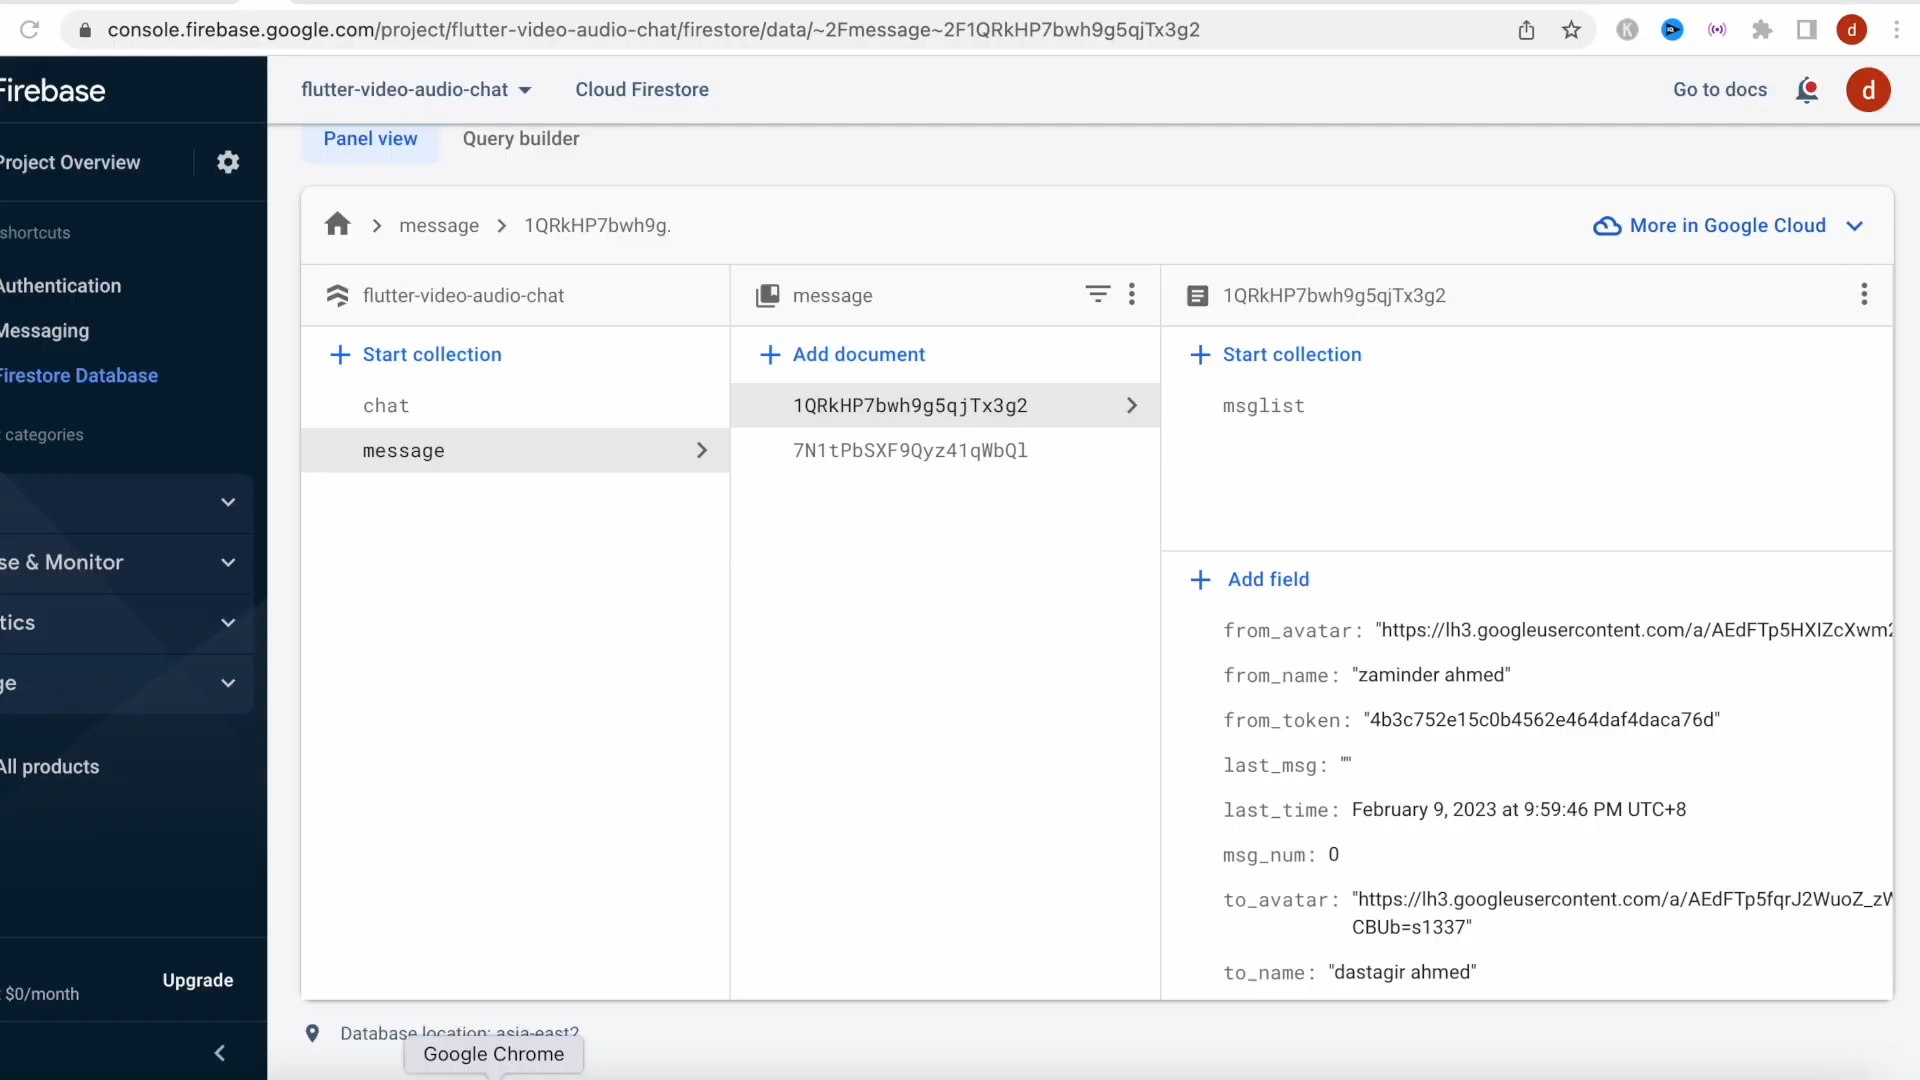 console.firebase.google.com/project/flutter-video-audio-chat/firestore/data/~2Fmessage~2F1QRkHP7bwh9g5qjTx3g2
d
Firebase
flutter-video-audio-chat
Cloud Firestore
Go to docs
d
Project Overview
Panel view
Query builder
shortcuts
message
1QRkHP7bwh9g.
More in Google Cloud
Authentication
Messaging
Firestore Database
categories
se & Monitor
tics
ge
All products
$0/month
Upgrade
flutter-video-audio-chat
Start collection
chat
message
message
Add document
1QRkHP7bwh9g5qjTx3g2
7N1tPbSXF9Qyz41qWbQl
1QRkHP7bwh9g5qjTx3g2
Start collection
msglist
Add field
from_avatar: "https://lh3.googleusercontent.com/a/AEdFTp5HXIZcXwm2
from_name: "zaminder ahmed"
from_token: "4b3c752e15c0b4562e464daf4daca76d"
last_msg: ""
last_time: February 9, 2023 at 9:59:46 PM UTC+8
msg_num: 0
to_avatar: "https://lh3.googleusercontent.com/a/AEdFTp5fqrJ2WuoZ_zW
CBUb=s1337"
to_name: "dastagir ahmed"
Database location: asia-east2
Google Chrome